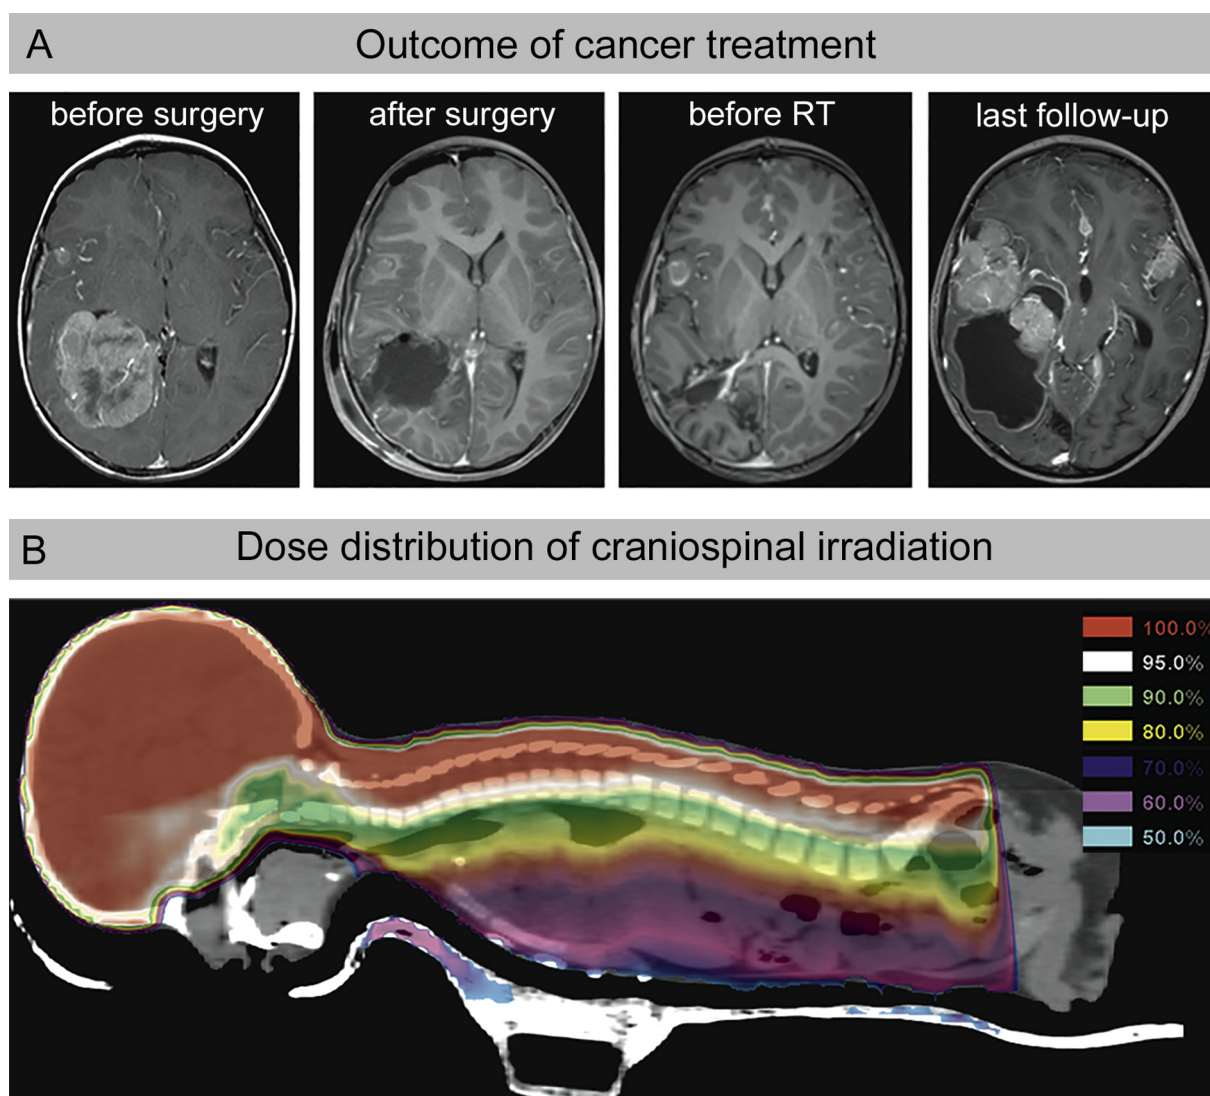 A
Outcome of cancer treatment
before surgery
after surgery
before RT
last follow-up
B
Dose distribution of craniospinal irradiation
100.0%
95.0%
90.0%
80.0%
70.0%
60.0%
50.0%